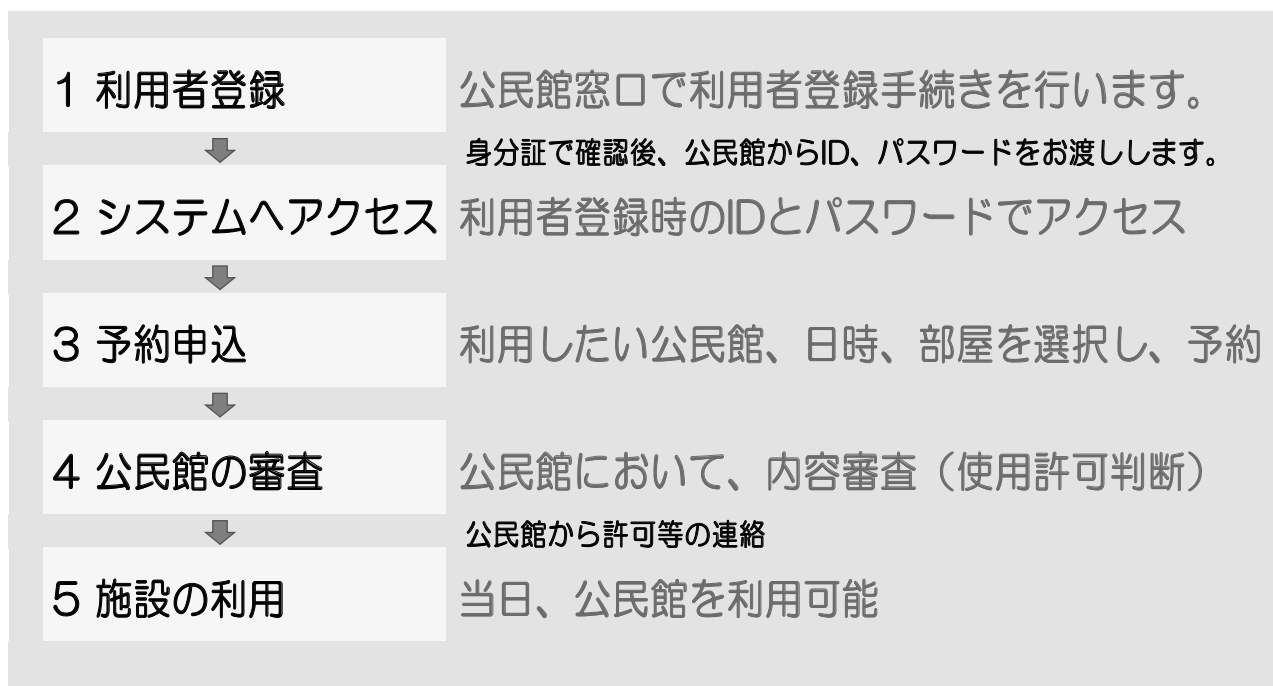 1 利用者登録 公民館窓口で利用者登録手続きを行います。
身分証で確認後、公民館からID、パスワードをお渡しします。
2 システムへアクセス 利用者登録時のIDとパスワードでアクセス
3 予約申込 利用したい公民館、日時、部屋を選択し、予約
4 公民館の審査 公民館において、内容審査（使用許可判断）
公民館から許可等の連絡
5 施設の利用 当日、公民館を利用可能